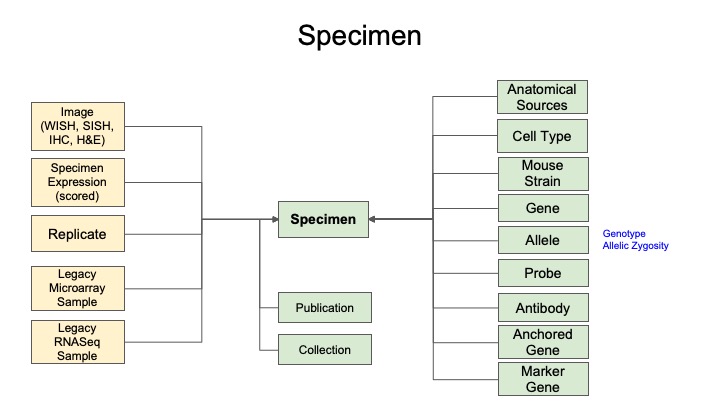 Specimen
Image
(WISH, SISH,
IHC, H&E)
Specimen
Expression
(scored)
Replicate
Legacy
Microarray
Sample
Legacy
RNASeq
Sample
Specimen
Publication
Collection
Anatomical
Sources
Cell Type
Mouse
Strain
Gene
Allele
Genotype
Allelic Zygosity
Probe
Antibody
Anchored
Gene
Marker
Gene